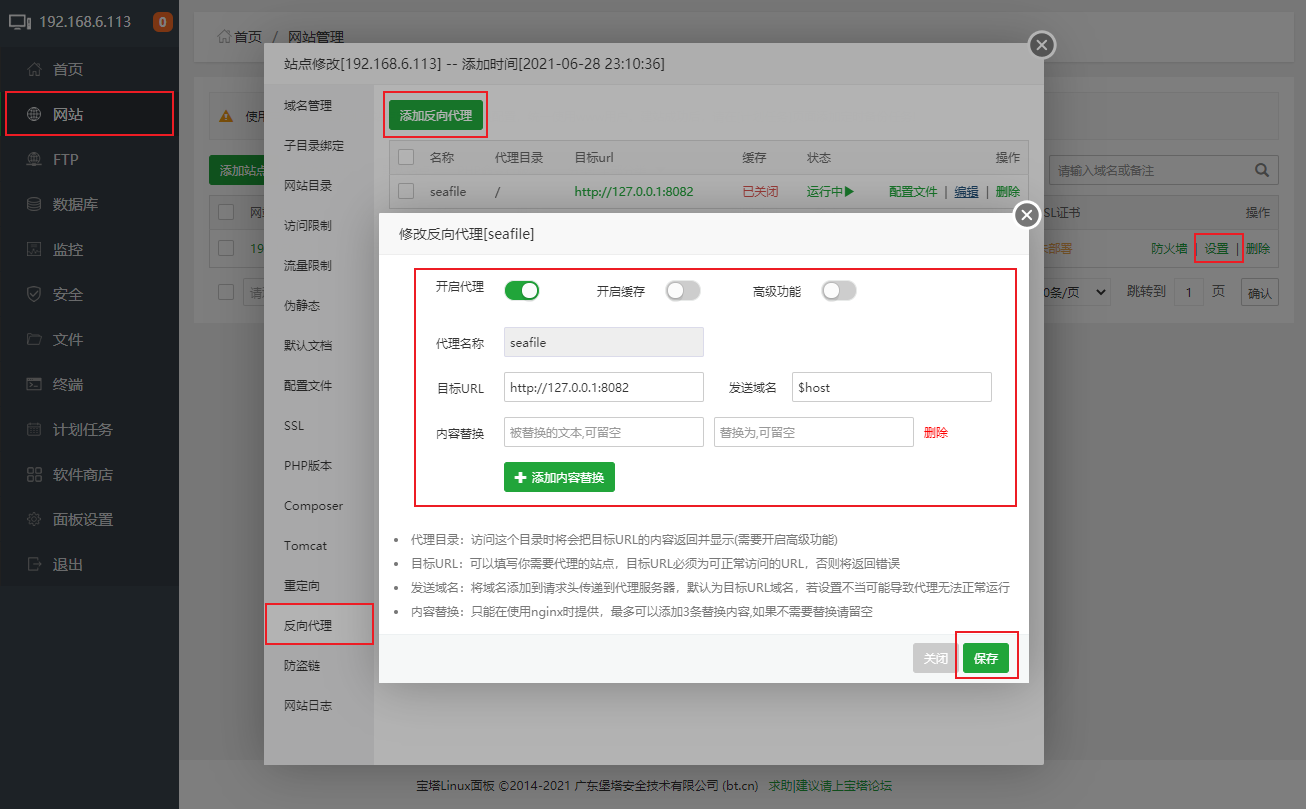 192.168.6.113 0
首页
网站
FTP
数据库
监控
安全
文件
终端
计划任务
软件商店
面板设置
退出
首页 / 网站管理
使用
添加站点
请输入域名或备注
SL证书 操作
19
防火墙 | 设置 | 删除
0条/页 跳转到 1 页 确认
站点修改[192.168.6.113] -- 添加时间[2021-06-28 23:10:36]
域名管理
子目录绑定
网站目录
访问限制
流量限制
伪静态
默认文档
配置文件
SSL
PHP版本
Composer
Tomcat
重定向
反向代理
防盗链
网站日志
添加反向代理
名称 代理目录 目标url 缓存 状态 操作
seafile / http://127.0.0.1:8082 已关闭 运行中 配置文件 | 编辑 | 删除
修改反向代理[seafile]
开启代理 开启缓存 高级功能
代理名称 seafile
目标URL http://127.0.0.1:8082 发送域名 $host
内容替换 被替换的文本,可留空 替换为,可留空 删除
添加内容替换
代理目录：访问这个目录时将会把目标URL的内容返回并显示(需要开启高级功能)
目标URL：可以填写你需要代理的站点，目标URL必须为可正常访问的URL，否则将返回错误
发送域名：将域名添加到请求头传递到代理服务器，默认为目标URL域名，若设置不当可能导致代理无法正常运行
内容替换：只能在使用nginx时提供，最多可以添加3条替换内容,如果不需要替换请留空
关闭 保存
宝塔Linux面板 ©2014-2021 广东堡塔安全技术有限公司 (bt.cn) 求助|建议请上宝塔论坛